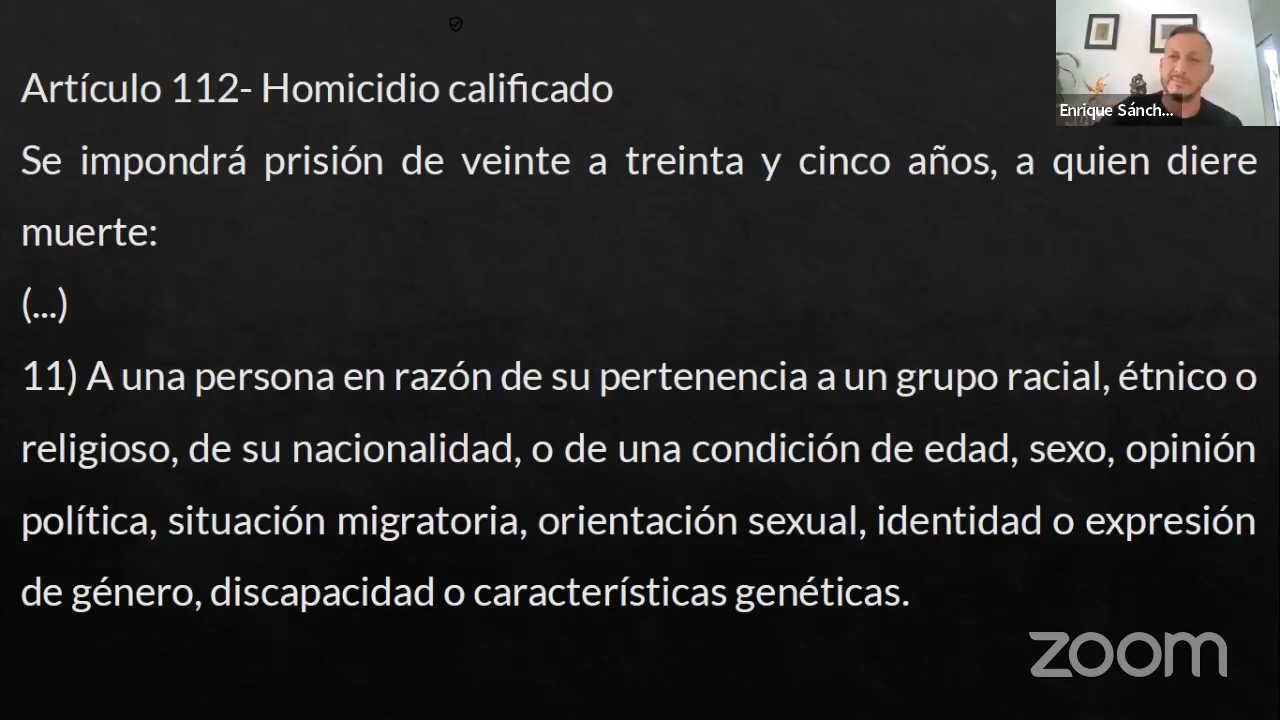 Artículo 112- Homicidio calificado
Se impondrá prisión de veinte a treinta y cinco años, a quien diere
muerte:
(...)
11) A una persona en razón de su pertenencia a un grupo racial, étnico o
religioso, de su nacionalidad, o de una condición de edad, sexo, opinión
política, situación migratoria, orientación sexual, identidad o expresión
de género, discapacidad o características genéticas.
Enrique Sánch...
zoom